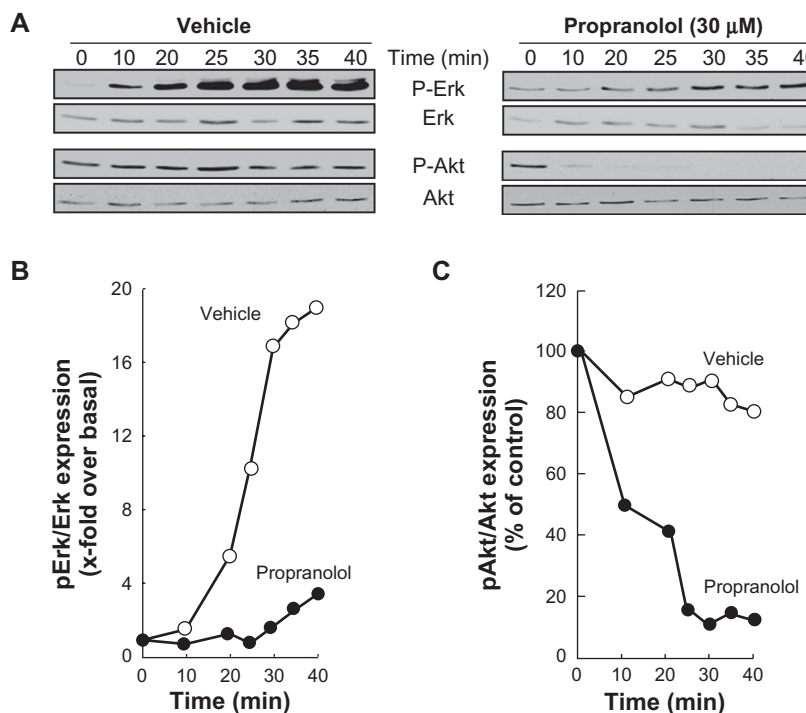 A
Vehicle
Propranolol (30 µM)
0 10 20 25 30 35 40
Time (min)
0 10 20 25 30 35 40
P-Erk
Erk
P-Akt
Akt
B
pErk/Erk expression
(x-fold over basal)
20
16
12
8
4
0
Vehicle
Propranolol
0 10 20 30 40
Time (min)
C
pAkt/Akt expression
(% of control)
120
100
80
60
40
20
0
Vehicle
Propranolol
0 10 20 30 40
Time (min)